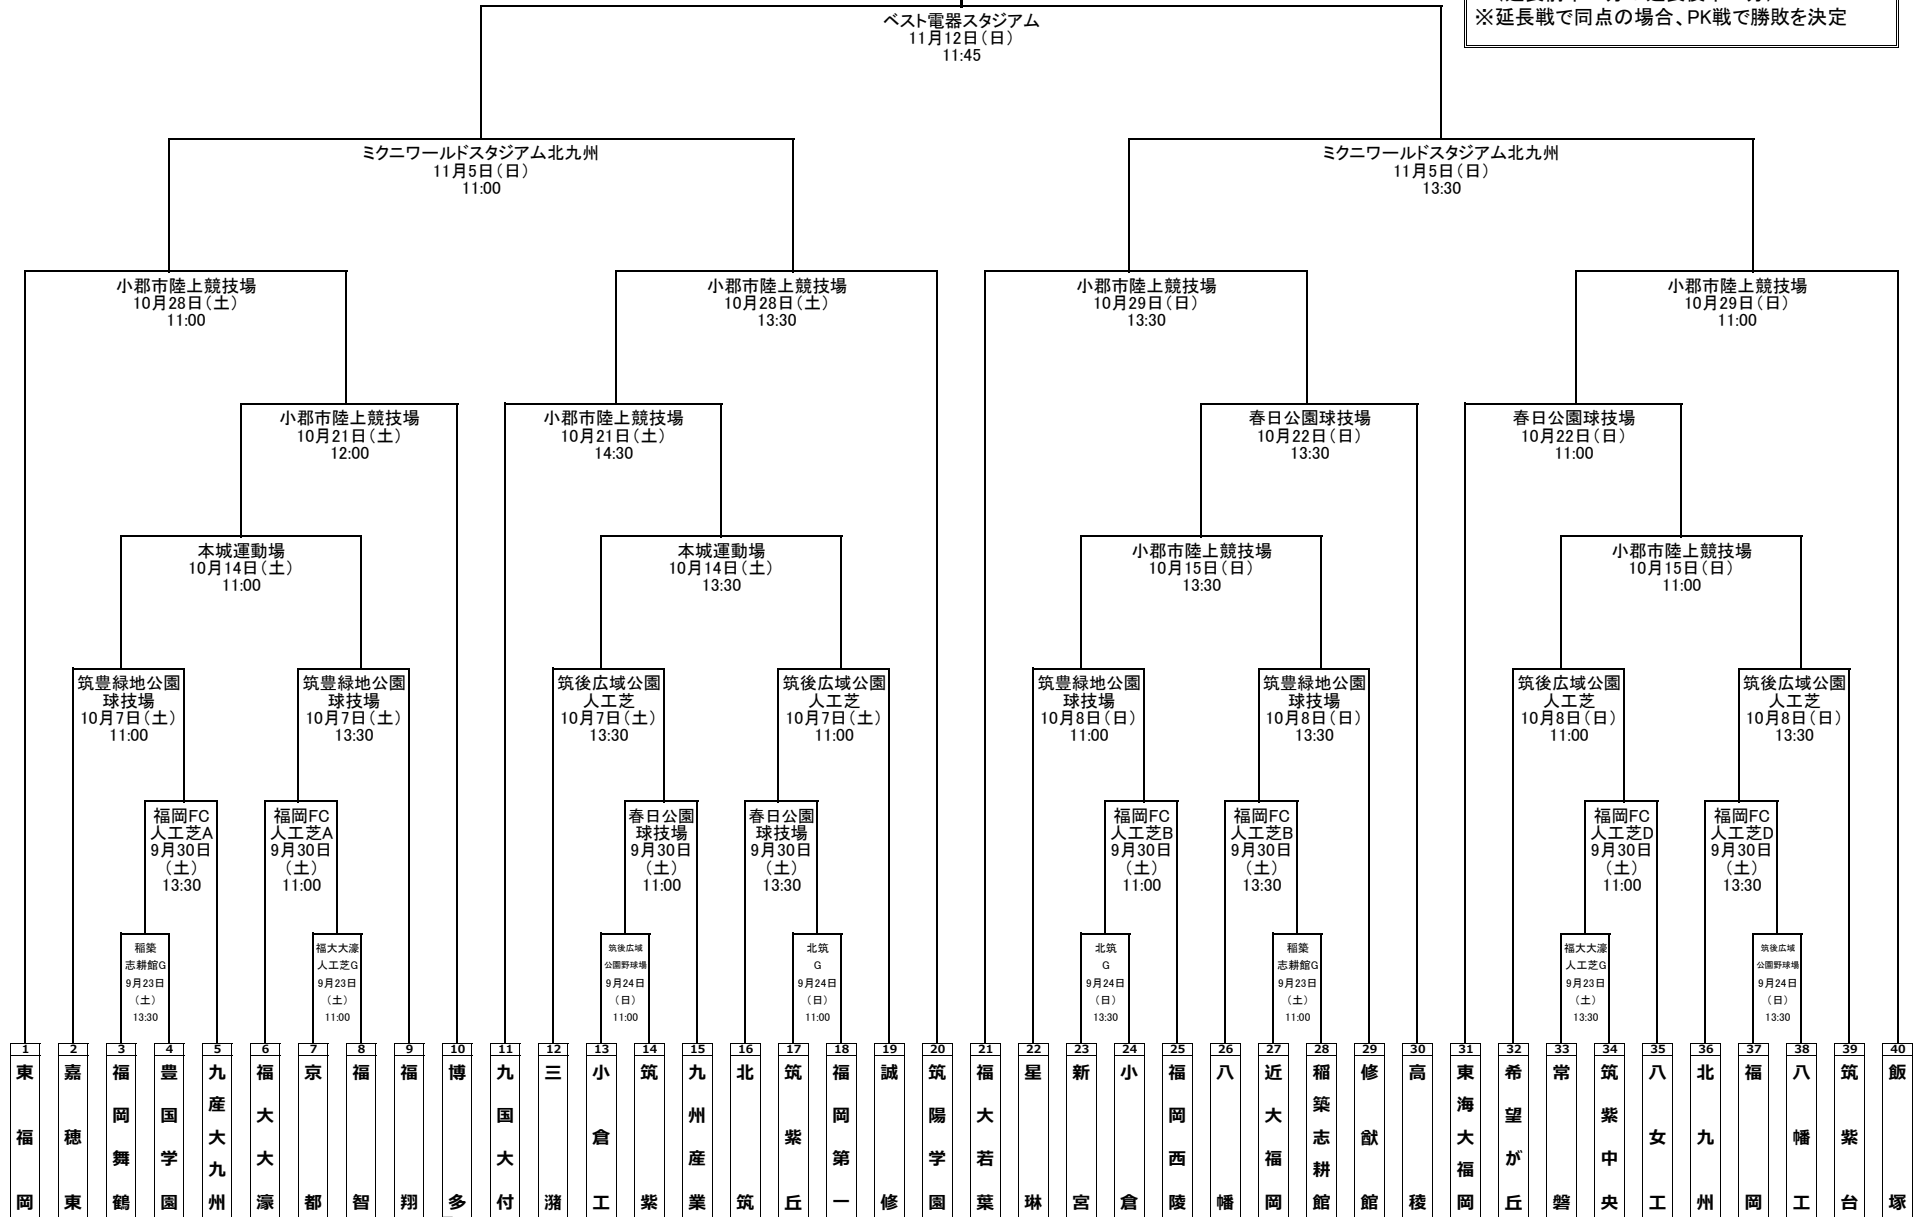 ※延長戦で同点の場合、PK戦で勝敗を決定
ベスト電器スタジアム
11月12日(日)
11:45
ミクニワールドスタジアム北九州
11月5日(日)
11:00
ミクニワールドスタジアム北九州
11月5日(日)
13:30
小郡市陸上競技場
10月28日(土)
11:00
小郡市陸上競技場
10月28日(土)
13:30
小郡市陸上競技場
10月29日(日)
13:30
小郡市陸上競技場
10月29日(日)
11:00
小郡市陸上競技場
10月21日(土)
12:00
小郡市陸上競技場
10月21日(土)
14:30
春日公園球技場
10月22日(日)
13:30
春日公園球技場
10月22日(日)
11:00
本城運動場
10月14日(土)
11:00
本城運動場
10月14日(土)
13:30
小郡市陸上競技場
10月15日(日)
13:30
小郡市陸上競技場
10月15日(日)
11:00
筑豊緑地公園
球技場
10月7日(土)
11:00
筑豊緑地公園
球技場
10月7日(土)
13:30
筑後広域公園
人工芝
10月7日(土)
13:30
筑後広域公園
人工芝
10月7日(土)
11:00
筑豊緑地公園
球技場
10月8日(日)
11:00
筑豊緑地公園
球技場
10月8日(日)
13:30
筑後広域公園
人工芝
10月8日(日)
11:00
筑後広域公園
人工芝
10月8日(日)
13:30
福岡FC
人工芝A
9月30日
(土)
13:30
福岡FC
人工芝A
9月30日
(土)
11:00
春日公園
球技場
9月30日
(土)
11:00
春日公園
球技場
9月30日
(土)
13:30
福岡FC
人工芝B
9月30日
(土)
11:00
福岡FC
人工芝B
9月30日
(土)
13:30
福岡FC
人工芝D
9月30日
(土)
11:00
福岡FC
人工芝D
9月30日
(土)
13:30
稲築
志耕館G
9月23日
(土)
13:30
福大大濠
人工芝G
9月23日
(土)
11:00
筑後広域
公園野球場
9月24日
(日)
11:00
北筑
G
9月24日
(日)
11:00
北筑
G
9月24日
(日)
13:30
稲築
志耕館G
9月23日
(土)
11:00
福大大濠
人工芝G
9月23日
(土)
13:30
筑後広域
公園野球場
9月24日
(日)
13:30
1 東福岡
2 嘉穂東
3 福岡舞鶴
4 豊国学園
5 九産大九州
6 福大大濠
7 京都
8 福智
9 福翔
10 博多
11 九国大付
12 三潴
13 小倉工
14 筑紫
15 九州産業
16 北筑
17 筑紫丘
18 福岡第一
19 誠修
20 筑陽学園
21 福大若葉
22 星琳
23 新宮
24 小倉
25 福岡西陵
26 八幡
27 近大福岡
28 稲築志耕館
29 修猷館
30 高稜
31 東海大福岡
32 希望が丘
33 常磐
34 筑紫中央
35 八女工
36 北九州
37 福岡
38 八幡工
39 筑紫台
40 飯塚